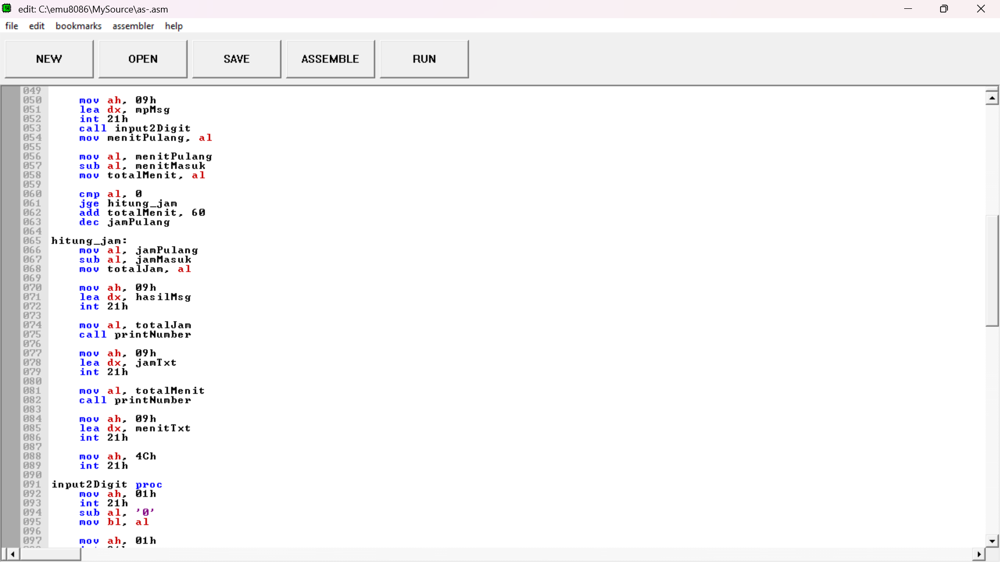 edit: C:\emu8086\MySource\as-.asm
file edit bookmarks assembler help
NEW OPEN SAVE ASSEMBLE RUN
049
050 mov ah, 09h
051 lea dx, mpMsg
052 int 21h
053 call input2Digit
054 mov menitPulang, al
055
056 mov al, menitPulang
057 sub al, menitMasuk
058 mov totalMenit, al
059
060 cmp al, 0
061 jge hitung_jam
062 add totalMenit, 60
063 dec jamPulang
064
065 hitung_jam:
066 mov al, jamPulang
067 sub al, jamMasuk
068 mov totalJam, al
069
070 mov ah, 09h
071 lea dx, hasilMsg
072 int 21h
073
074 mov al, totalJam
075 call printNumber
076
077 mov ah, 09h
078 lea dx, jamTxt
079 int 21h
080
081 mov al, totalMenit
082 call printNumber
083
084 mov ah, 09h
085 lea dx, menitTxt
086 int 21h
087
088 mov ah, 4Ch
089 int 21h
090
091 input2Digit proc
092 mov ah, 01h
093 int 21h
094 sub al, '0'
095 mov bl, al
096
097 mov ah, 01h